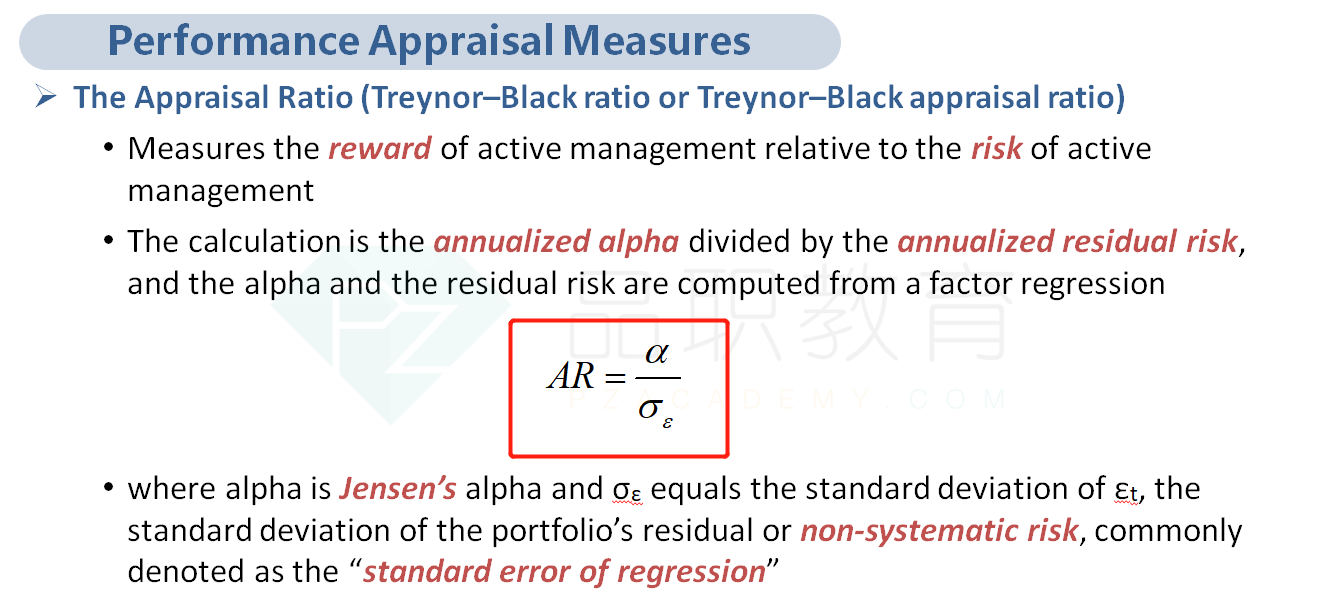 Performance Appraisal Measures
➢ The Appraisal Ratio (Treynor–Black ratio or Treynor–Black appraisal ratio)
• Measures the reward of active management relative to the risk of active
management
• The calculation is the annualized alpha divided by the annualized residual risk,
and the alpha and the residual risk are computed from a factor regression
品职教育
PZ
AR = α / σε
PZACADEMY.COM
• where alpha is Jensen's alpha and σε equals the standard deviation of εt, the
standard deviation of the portfolio's residual or non-systematic risk, commonly
denoted as the “standard error of regression”